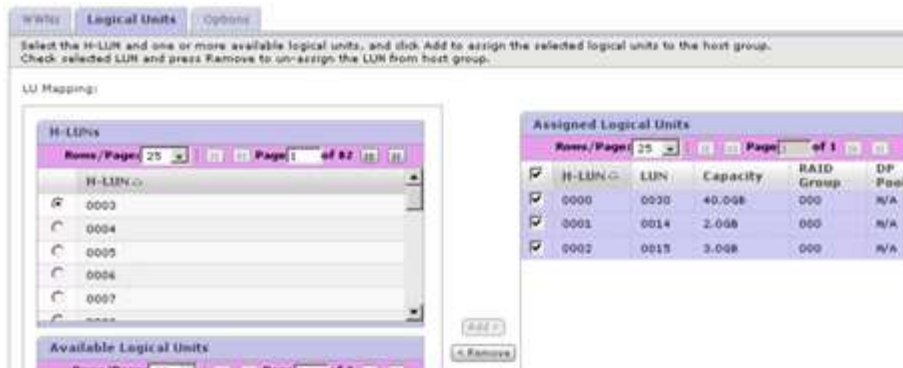 WWNs Logical Units Options
Select the H-LUN and one or more available logical units, and click Add to assign the selected logical units to the host group.
Check selected LUN and press Remove to un-assign the LUN from host group.
LU Mapping:
H-LUNs
Rows/Page: 25 Page 1 of 82
H-LUN
0003
0004
0005
0006
0007
Available Logical Units
Add >
< Remove
Assigned Logical Units
Rows/Page: 25 Page 1 of 1
H-LUN LUN Capacity RAID Group DP Pool
0000 0030 40.0GB 000 N/A
0001 0014 2.0GB 000 N/A
0002 0015 3.0GB 000 N/A